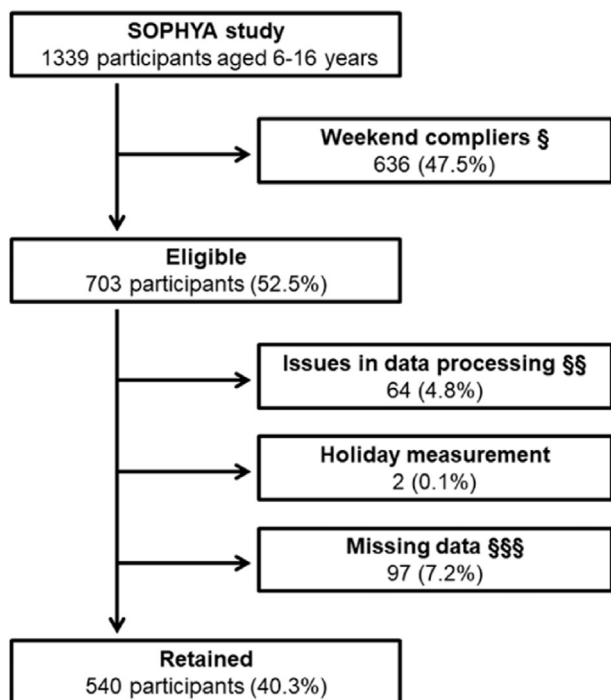 SOPHYA study
1339 participants aged 6-16 years
Weekend compliers §
636 (47.5%)
Eligible
703 participants (52.5%)
Issues in data processing §§
64 (4.8%)
Holiday measurement
2 (0.1%)
Missing data §§§
97 (7.2%)
Retained
540 participants (40.3%)